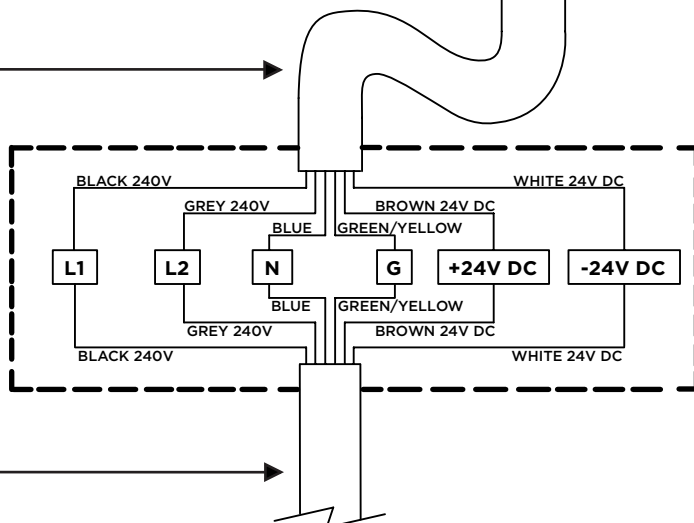 BLACK 240V
WHITE 24V DC
GREY 240V
BROWN 24V DC
BLUE
GREEN/YELLOW
L1
L2
N
G
+24V DC
-24V DC
BLUE
GREEN/YELLOW
GREY 240V
BROWN 24V DC
BLACK 240V
WHITE 24V DC